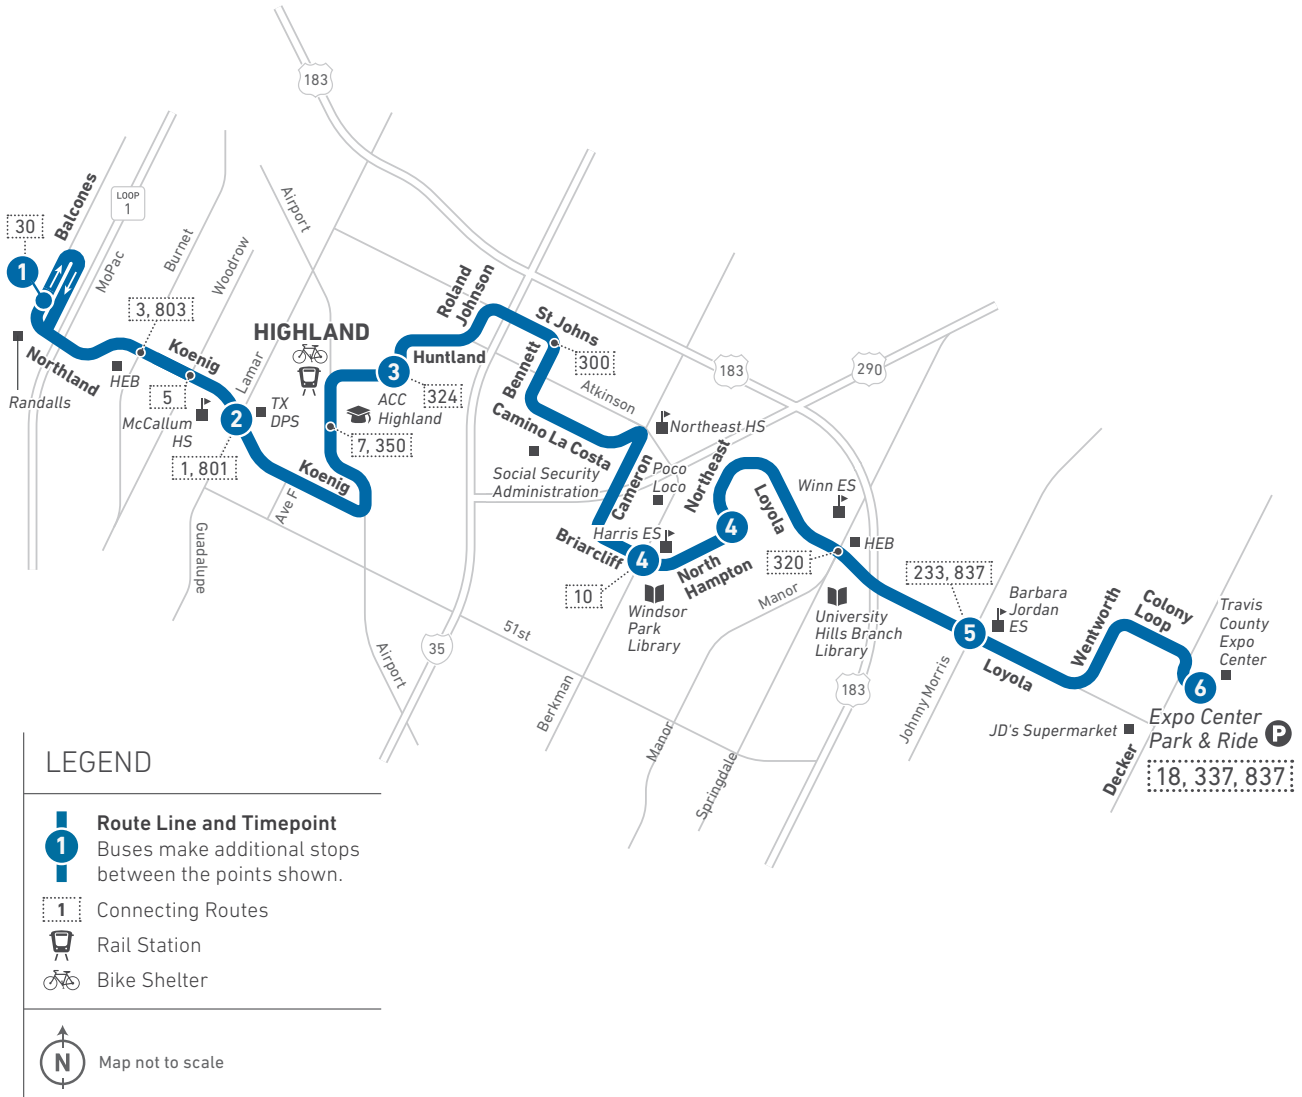 183
Balcones
LOOP
1
30
1
MoPac
Burnet
Woodrow
Airport
3, 803
HIGHLAND
Roland
Johnson
St Johns
Northland
Randalls
HEB
Koenig
5
McCallum
HS
Lamar
2
TX
DPS
1, 801
Koenig
Ave F
Guadalupe
3
Huntland
ACC
Highland
324
7, 350
Bennett
300
Atkinson
183
290
Camino La Costa
Northeast HS
Social Security
Administration
Cameron
Poco
Loco
Northeast
Loyola
Winn ES
Briarcliff
Harris ES
4
4
North
Hampton
HEB
10
320
Manor
Windsor
Park
Library
University
Hills Branch
Library
233, 837
Barbara
Jordan
ES
5
Loyola
Wentworth
Colony
Loop
Travis
County
Expo
Center
6
51st
35
Airport
Berkman
Manor
Springdale
183
Johnny Morris
JD's Supermarket
Expo Center
Park & Ride P
18, 337, 837
Decker
LEGEND
Route Line and Timepoint
1
Buses make additional stops
between the points shown.
1 Connecting Routes
Rail Station
Bike Shelter
N Map not to scale